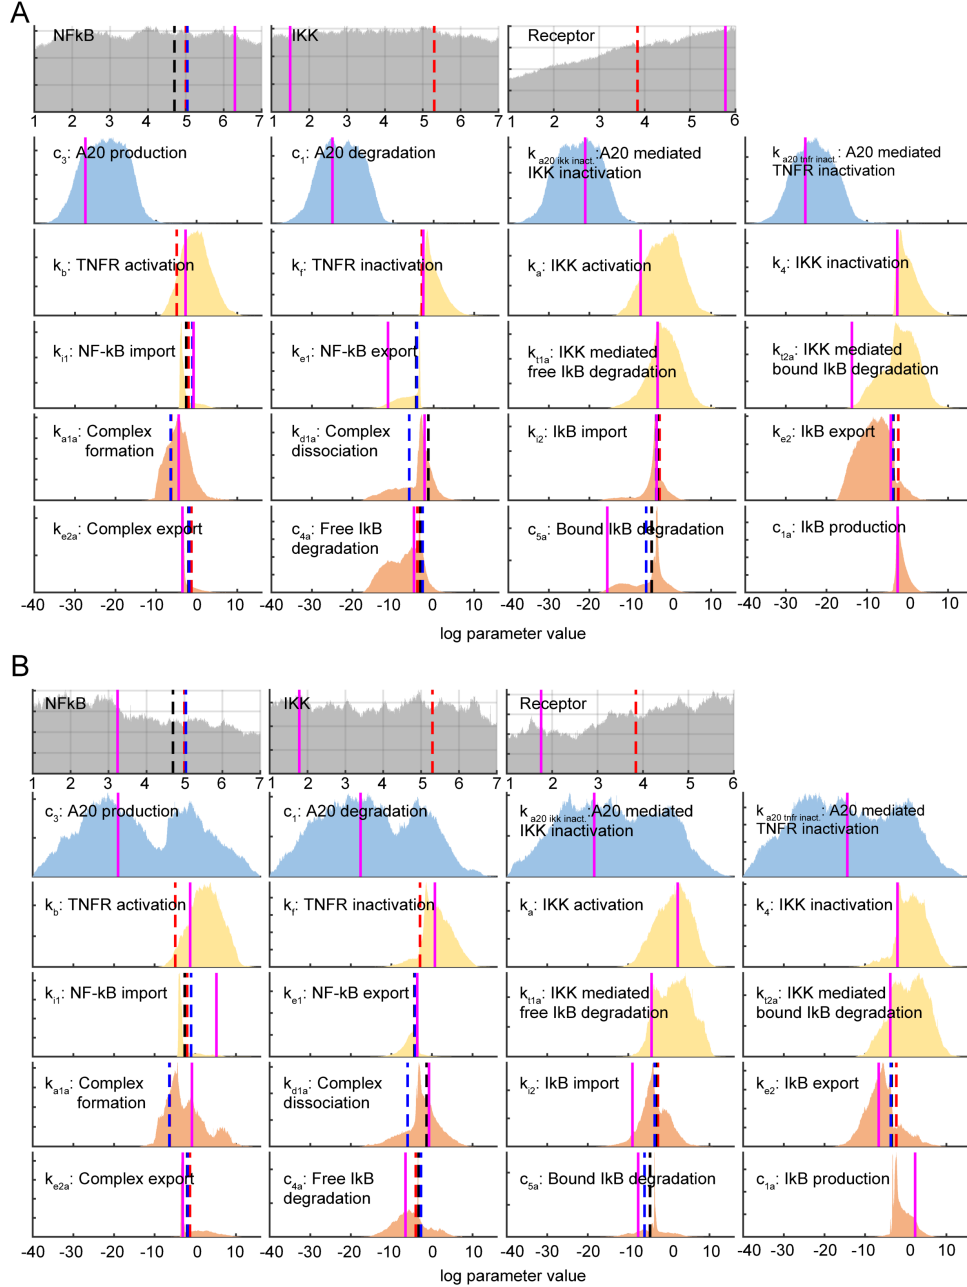 A
NFkB
IKK
Receptor
1 2 3 4 5 6 7
1 2 3 4 5 6 7
1 2 3 4 5 6
c3: A20 production
c1: A20 degradation
k a20 ikk inact. :A20 mediated
IKK inactivation
k a20 tnfr inact. : A20 mediated
TNFR inactivation
kb: TNFR activation
kf: TNFR inactivation
ka: IKK activation
k4: IKK inactivation
ki1: NF-kB import
ke1: NF-kB export
kt1a: IKK mediated
free IkB degradation
kt2a: IKK mediated
bound IkB degradation
ka1a: Complex
formation
kd1a: Complex
dissociation
ki2: IkB import
ke2: IkB export
ke2a: Complex export
c4a: Free IkB
degradation
c5a: Bound IkB degradation
c1a: IkB production
-40 -30 -20 -10 0
-40 -30 -20 -10 0
-40 -30 -20 -10 0
-40 -30 -20 -10 0 10
log parameter value
B
NFkB
IKK
Receptor
1 2 3 4 5 6 7
1 2 3 4 5 6 7
1 2 3 4 5 6
c3: A20 production
c1: A20 degradation
k a20 ikk inact. :A20 mediated
IKK inactivation
k a20 tnfr inact. : A20 mediated
TNFR inactivation
kb: TNFR activation
kf: TNFR inactivation
ka: IKK activation
k4: IKK inactivation
ki1: NF-kB import
ke1: NF-kB export
kt1a: IKK mediated
free IkB degradation
kt2a: IKK mediated
bound IkB degradation
ka1a: Complex
formation
kd1a: Complex
dissociation
ki2: IkB import
ke2: IkB export
ke2a: Complex export
c4a: Free IkB
degradation
c5a: Bound IkB degradation
c1a: IkB production
-40 -30 -20 -10 0
-40 -30 -20 -10 0
-40 -30 -20 -10 0
-40 -30 -20 -10 0 10
log parameter value